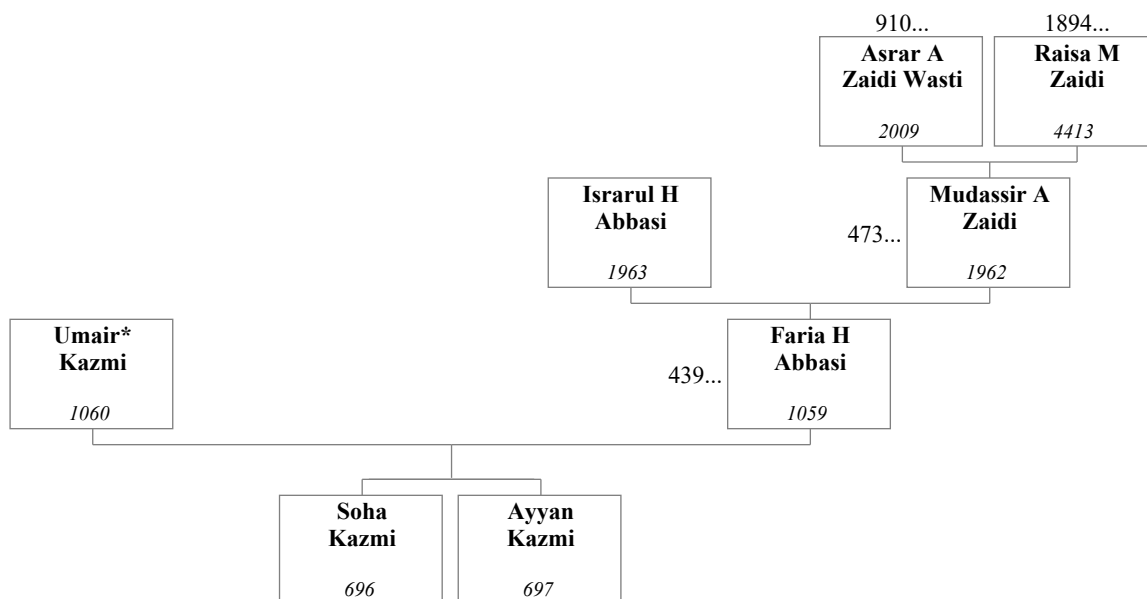 910...
1894...
Asrar A
Zaidi Wasti
2009
Raisa M
Zaidi
4413
Israrul H
Abbasi
1963
473...
Mudassir A
Zaidi
1962
Umair*
Kazmi
1060
439...
Faria H
Abbasi
1059
Soha
Kazmi
696
Ayyan
Kazmi
697